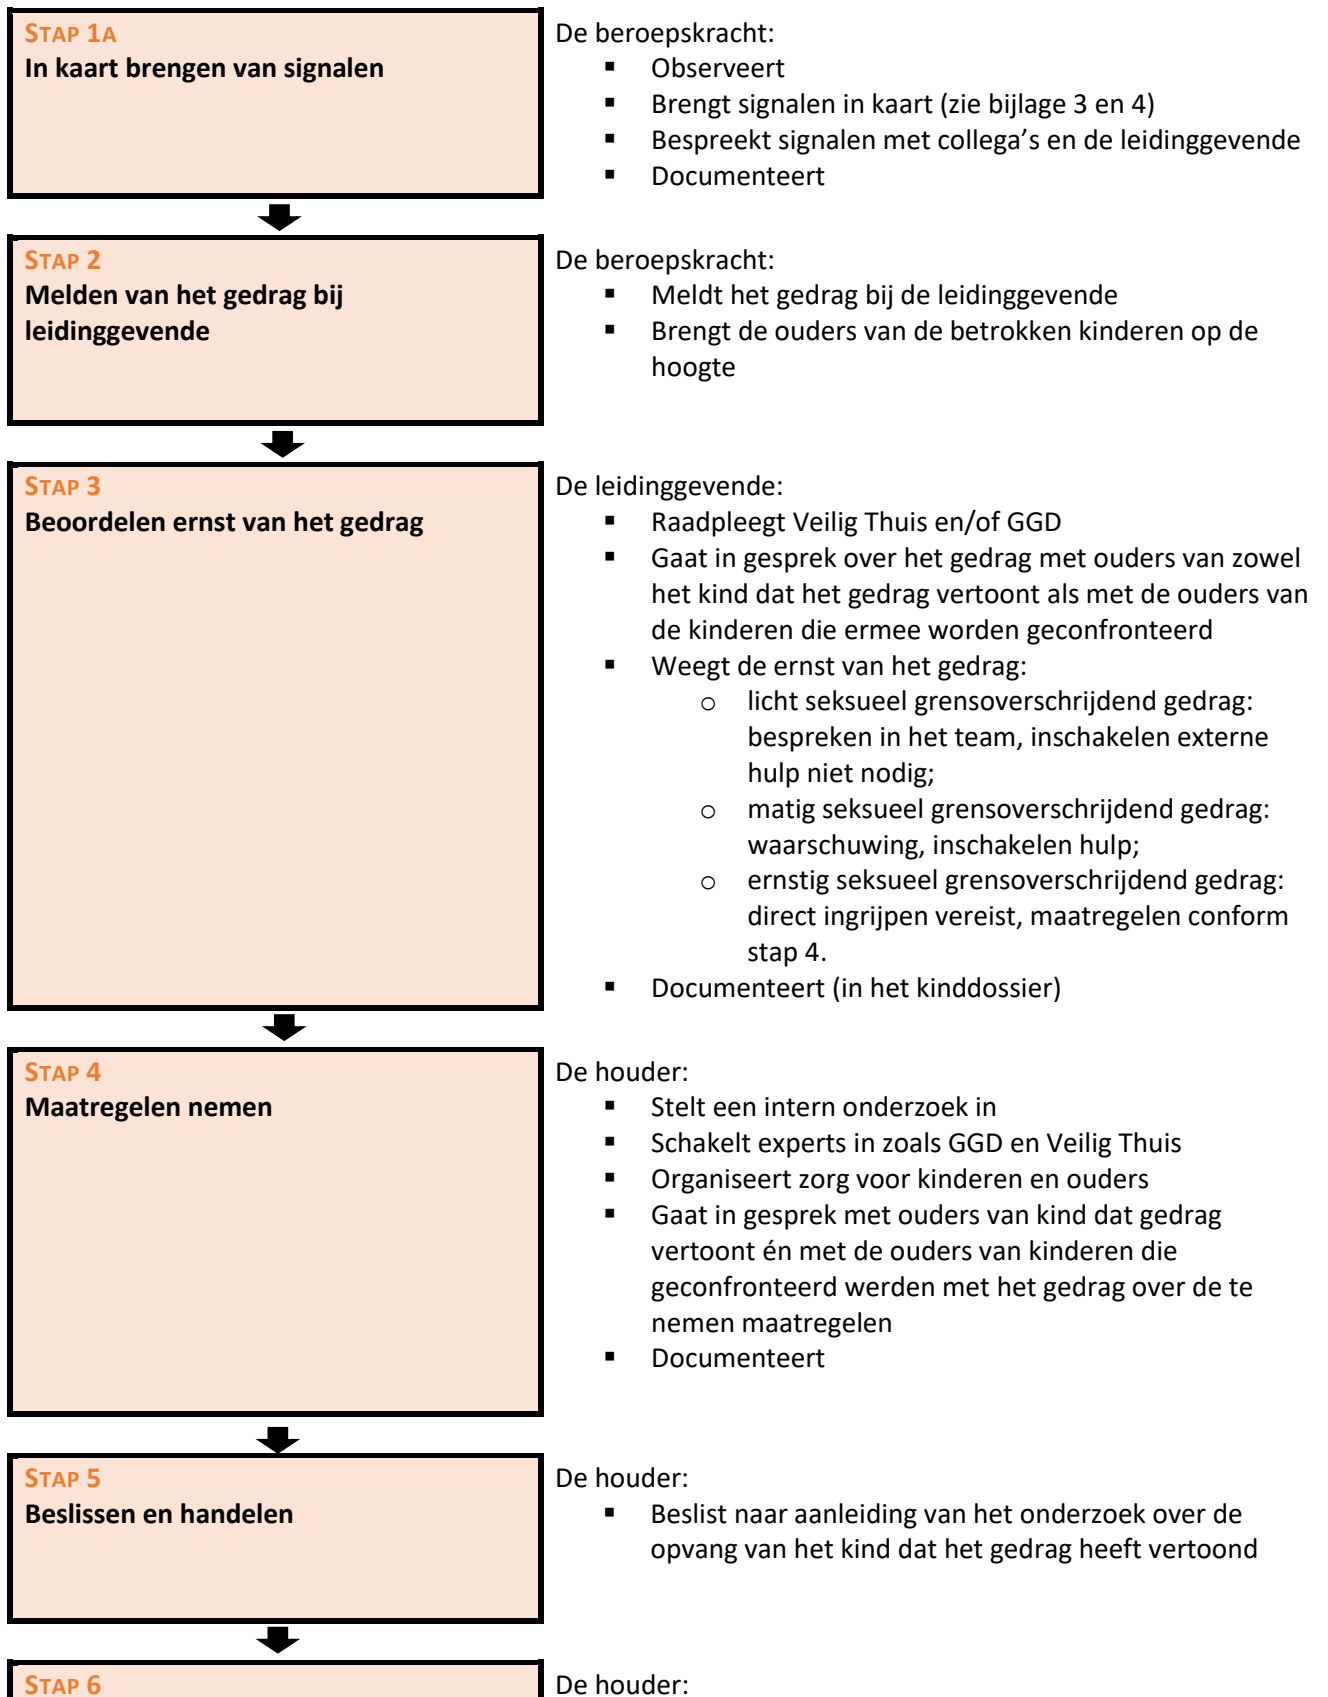 STAP 1A
In kaart brengen van signalen
De beroepskracht:
▪ Observeert
▪ Brengt signalen in kaart (zie bijlage 3 en 4)
▪ Bespreekt signalen met collega’s en de leidinggevende
▪ Documenteert
STAP 2
Melden van het gedrag bij
leidinggevende
De beroepskracht:
▪ Meldt het gedrag bij de leidinggevende
▪ Brengt de ouders van de betrokken kinderen op de
hoogte
STAP 3
Beoordelen ernst van het gedrag
De leidinggevende:
▪ Raadpleegt Veilig Thuis en/of GGD
▪ Gaat in gesprek over het gedrag met ouders van zowel
het kind dat het gedrag vertoont als met de ouders van
de kinderen die ermee worden geconfronteerd
▪ Weegt de ernst van het gedrag:
o licht seksueel grensoverschrijdend gedrag:
bespreken in het team, inschakelen externe
hulp niet nodig;
o matig seksueel grensoverschrijdend gedrag:
waarschuwing, inschakelen hulp;
o ernstig seksueel grensoverschrijdend gedrag:
direct ingrijpen vereist, maatregelen conform
stap 4.
▪ Documenteert (in het kinddossier)
STAP 4
Maatregelen nemen
De houder:
▪ Stelt een intern onderzoek in
▪ Schakelt experts in zoals GGD en Veilig Thuis
▪ Organiseert zorg voor kinderen en ouders
▪ Gaat in gesprek met ouders van kind dat gedrag
vertoont én met de ouders van kinderen die
geconfronteerd werden met het gedrag over de te
nemen maatregelen
▪ Documenteert
STAP 5
Beslissen en handelen
De houder:
▪ Beslist naar aanleiding van het onderzoek over de
opvang van het kind dat het gedrag heeft vertoond
STAP 6
De houder: